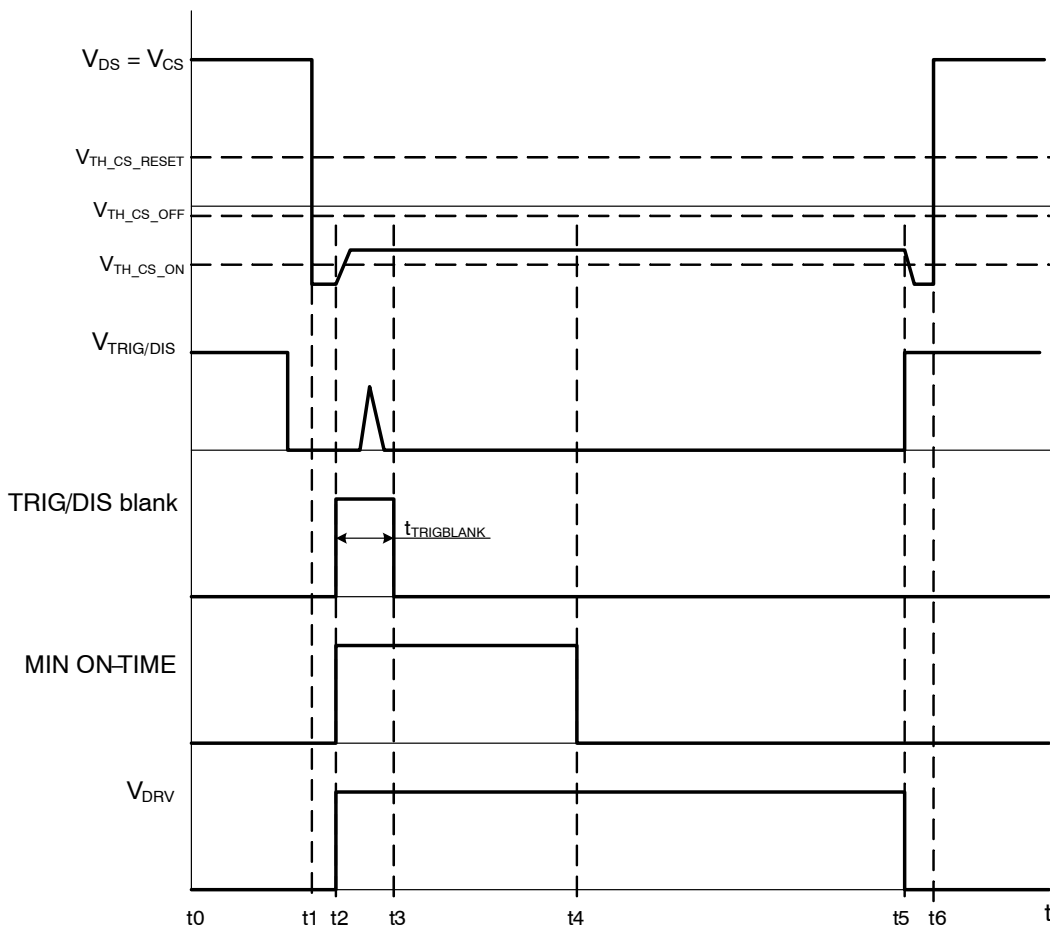 V_DS = V_CS
V_TH_CS_RESET
V_TH_CS_OFF
V_TH_CS_ON
V_TRIG/DIS
TRIG/DIS blank
t_TRIGBLANK
MIN ON–TIME
V_DRV
t0 t1 t2 t3 t4 t5 t6 t